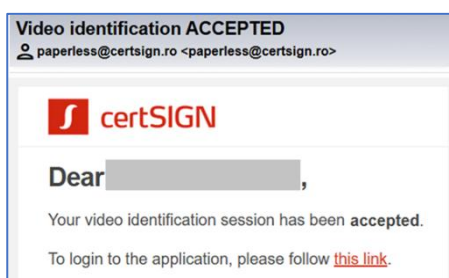 Video identification ACCEPTED
paperless@certsign.ro <paperless@certsign.ro>
certSIGN
Dear ,
Your video identification session has been accepted.
To login to the application, please follow this link.